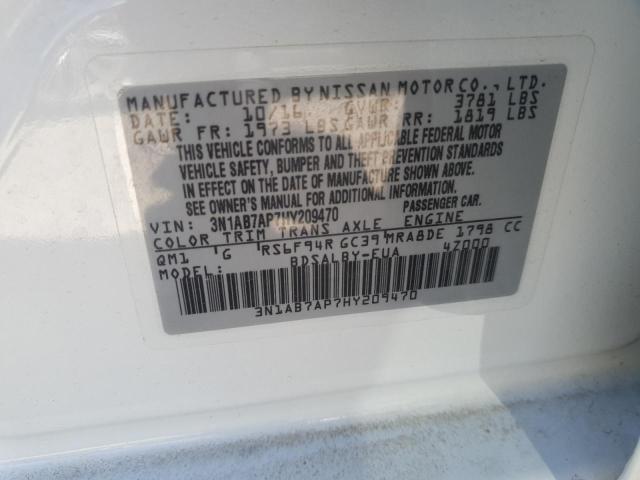 MANUFACTURED BY NISSAN MOTOR CO., LTD.
DATE: 10/16 GVWR: 3781 LBS
GAWR FR: 1973 LBS GAWR RR: 1819 LBS
THIS VEHICLE CONFORMS TO ALL APPLICABLE FEDERAL MOTOR
VEHICLE SAFETY, BUMPER AND THEFT PREVENTION STANDARDS
IN EFFECT ON THE DATE OF MANUFACTURE SHOWN ABOVE.
SEE OWNER'S MANUAL FOR MORE INFORMATION.
VIN: 3N1AB7AP7HY209470 PASSENGER CAR.
COLOR TRIM TRANS AXLE ENGINE
QM1 G RS6F94R GC39 MRA8DE 1798 CC
MODEL: BDSALBY-EUA 4Z000
3N1AB7AP7HY209470